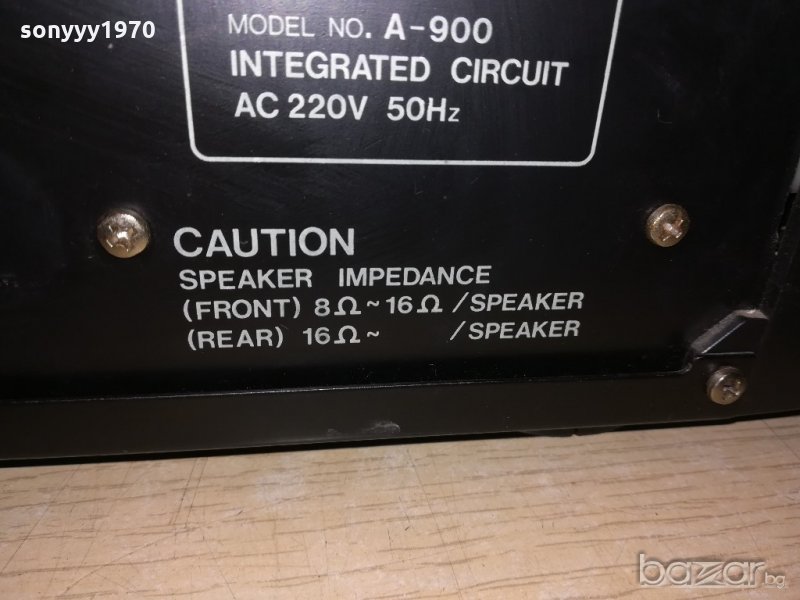 sonyyy1970
MODEL NO. A-900
INTEGRATED CIRCUIT
AC 220V 50Hz
CAUTION
SPEAKER IMPEDANCE
(FRONT) 8Ω~16Ω /SPEAKER
(REAR) 16Ω~ /SPEAKER
bazar.bg